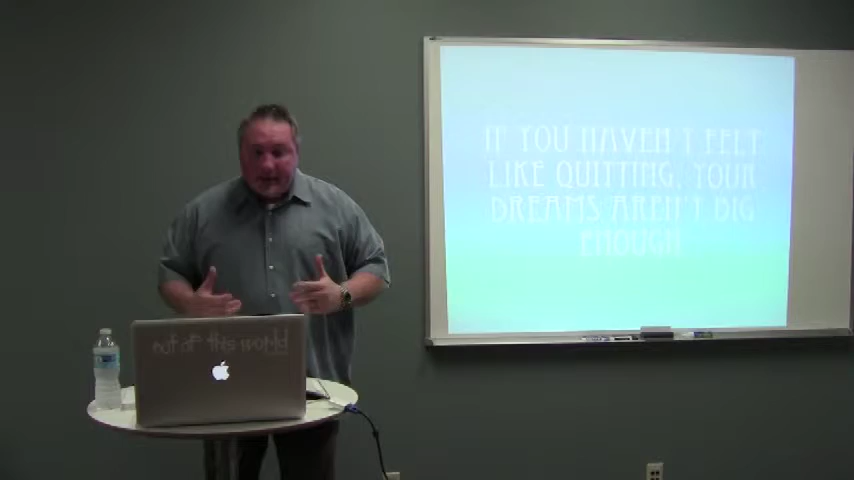 IF YOU HAVEN'T FELT
LIKE QUITTING, YOUR
DREAMS AREN'T BIG
ENOUGH
out of this world